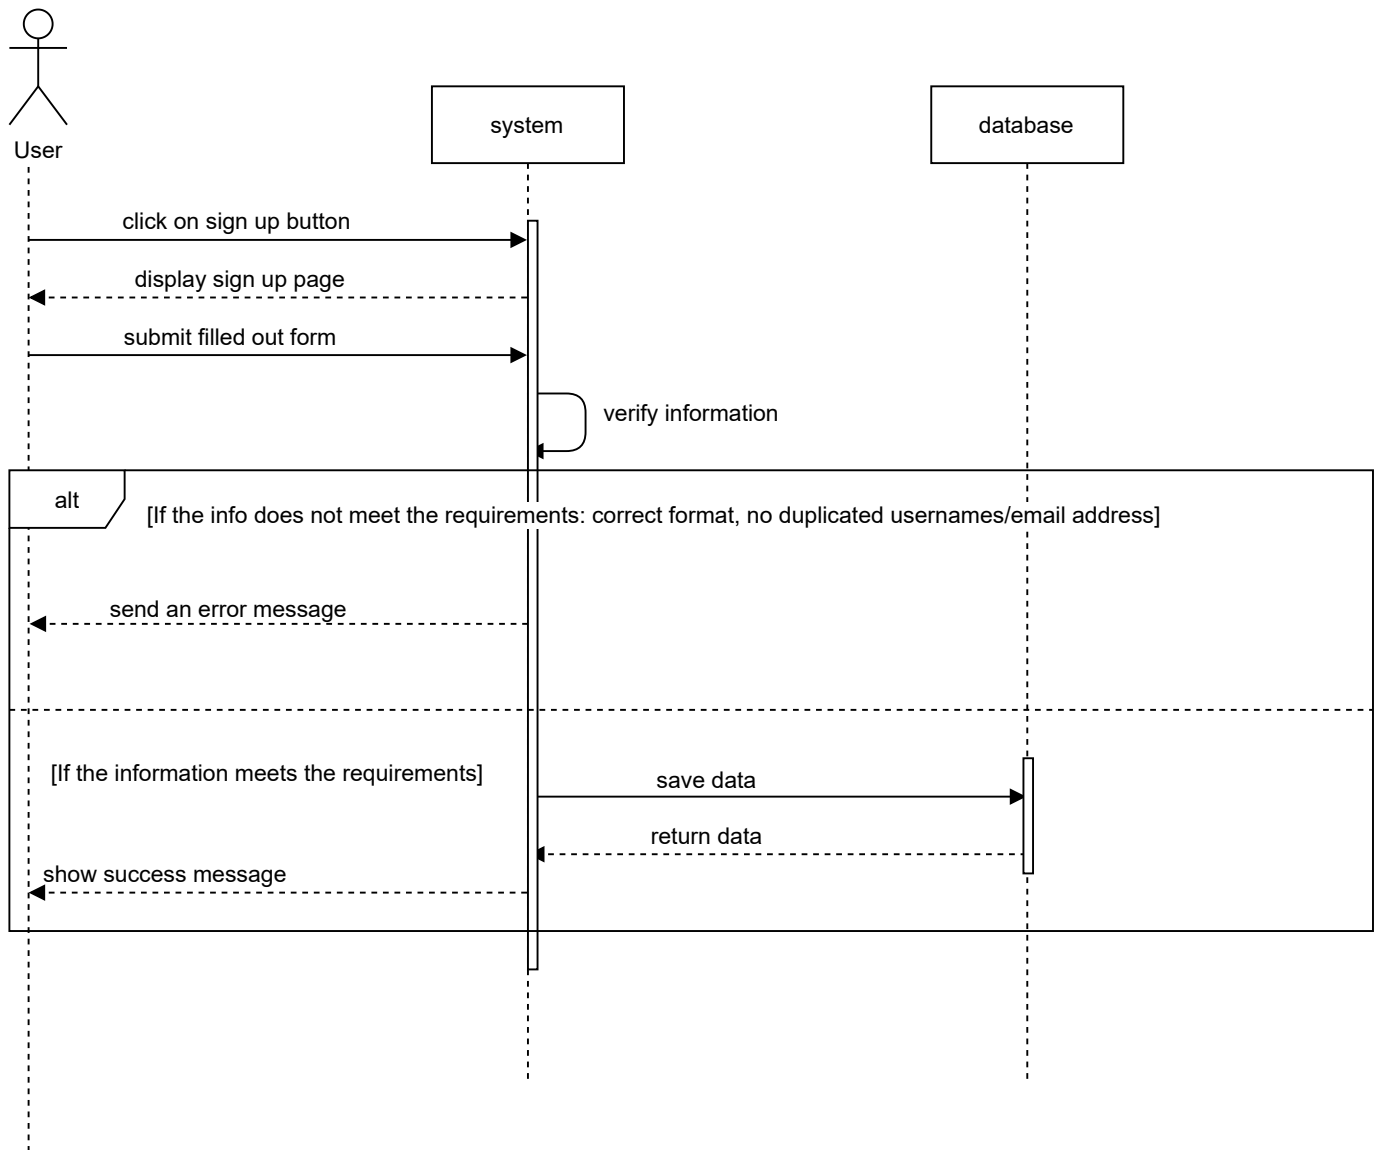 User
system
database
click on sign up button
display sign up page
submit filled out form
verify information
alt
[If the info does not meet the requirements: correct format, no duplicated usernames/email address]
send an error message
[If the information meets the requirements]
save data
return data
show success message